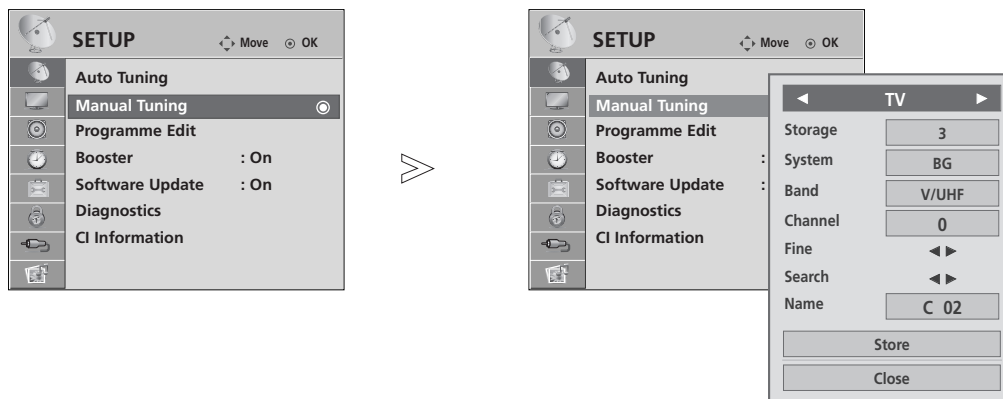 SETUP Move OK
Auto Tuning
Manual Tuning
Programme Edit
Booster : On
Software Update : On
Diagnostics
CI Information
SETUP Move OK
Auto Tuning
Manual Tuning
Programme Edit
Booster :
Software Update :
Diagnostics
CI Information
TV
Storage 3
System BG
Band V/UHF
Channel 0
Fine
Search
Name C 02
Store
Close